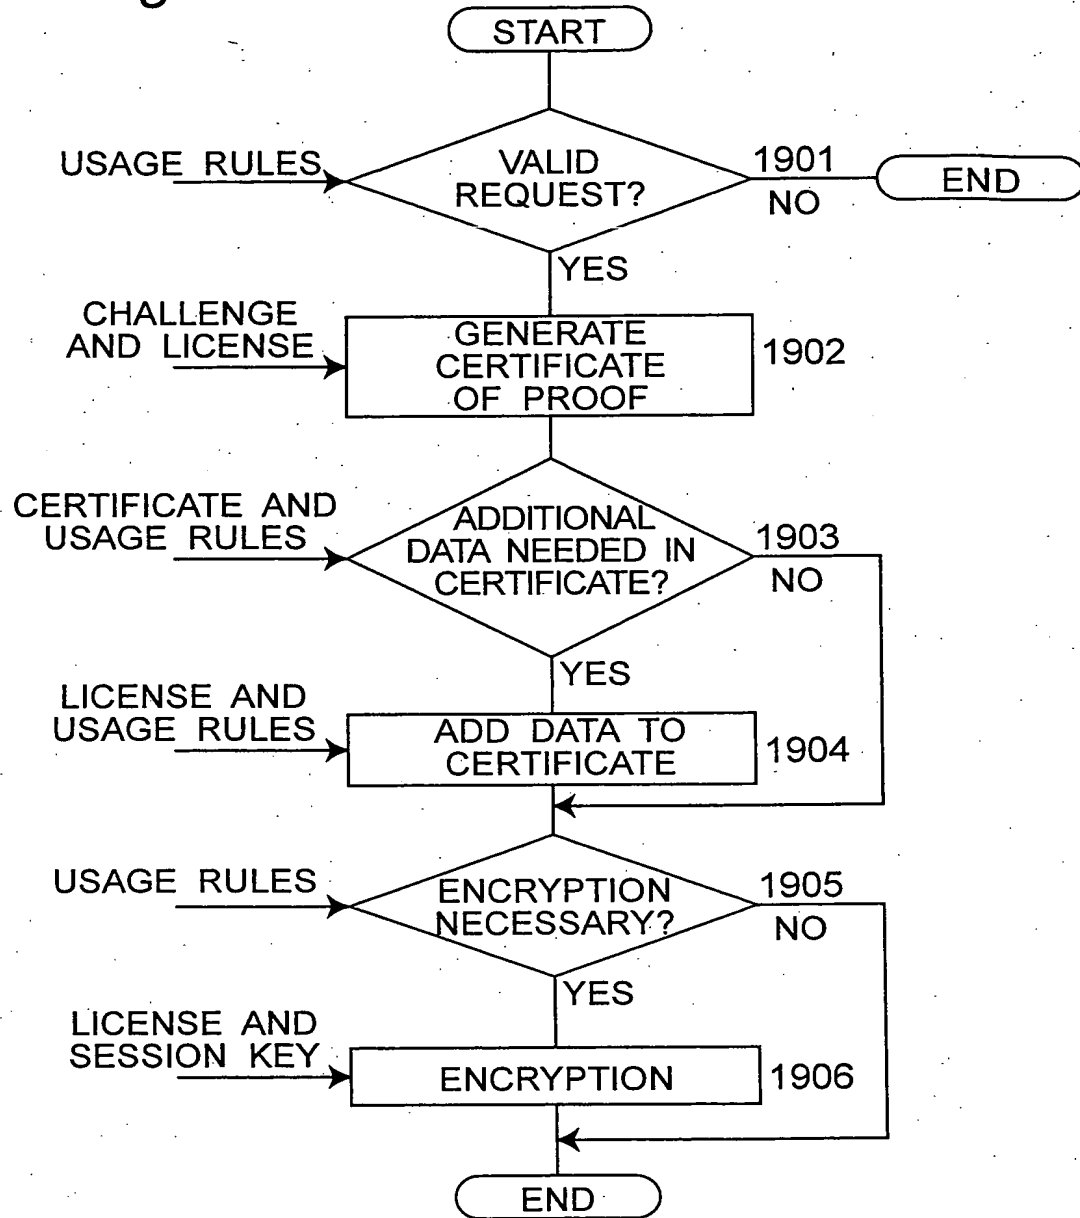 START
USAGE RULES
VALID
REQUEST?
1901
NO
END
YES
CHALLENGE
AND LICENSE
GENERATE
CERTIFICATE
OF PROOF
1902
CERTIFICATE AND
USAGE RULES
ADDITIONAL
DATA NEEDED IN
CERTIFICATE?
1903
NO
YES
LICENSE AND
USAGE RULES
ADD DATA TO
CERTIFICATE
1904
USAGE RULES
ENCRYPTION
NECESSARY?
1905
NO
YES
LICENSE AND
SESSION KEY
ENCRYPTION
1906
END